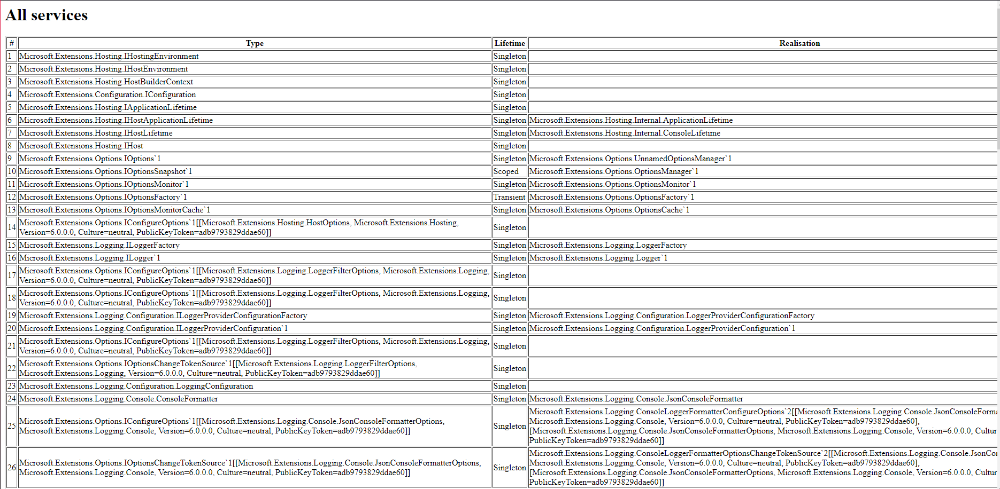 All services
# Type Lifetime Realisation
1 Microsoft.Extensions.Hosting.IHostingEnvironment Singleton
2 Microsoft.Extensions.Hosting.IHostEnvironment Singleton
3 Microsoft.Extensions.Hosting.HostBuilderContext Singleton
4 Microsoft.Extensions.Configuration.IConfiguration Singleton
5 Microsoft.Extensions.Hosting.IApplicationLifetime Singleton
6 Microsoft.Extensions.Hosting.IHostApplicationLifetime Singleton Microsoft.Extensions.Hosting.Internal.ApplicationLifetime
7 Microsoft.Extensions.Hosting.IHostLifetime Singleton Microsoft.Extensions.Hosting.Internal.ConsoleLifetime
8 Microsoft.Extensions.Hosting.IHost Singleton
9 Microsoft.Extensions.Options.IOptions`1 Singleton Microsoft.Extensions.Options.UnnamedOptionsManager`1
10 Microsoft.Extensions.Options.IOptionsSnapshot`1 Scoped Microsoft.Extensions.Options.OptionsManager`1
11 Microsoft.Extensions.Options.IOptionsMonitor`1 Singleton Microsoft.Extensions.Options.OptionsMonitor`1
12 Microsoft.Extensions.Options.IOptionsFactory`1 Transient Microsoft.Extensions.Options.OptionsFactory`1
13 Microsoft.Extensions.Options.IOptionsMonitorCache`1 Singleton Microsoft.Extensions.Options.OptionsCache`1
14 Microsoft.Extensions.Options.IConfigureOptions`1[[Microsoft.Extensions.Hosting.HostOptions, Microsoft.Extensions.Hosting,
Version=6.0.0.0, Culture=neutral, PublicKeyToken=adb9793829ddae60]] Singleton
15 Microsoft.Extensions.Logging.ILoggerFactory Singleton Microsoft.Extensions.Logging.LoggerFactory
16 Microsoft.Extensions.Logging.ILogger`1 Singleton Microsoft.Extensions.Logging.Logger`1
17 Microsoft.Extensions.Options.IConfigureOptions`1[[Microsoft.Extensions.Logging.LoggerFilterOptions, Microsoft.Extensions.Logging,
Version=6.0.0.0, Culture=neutral, PublicKeyToken=adb9793829ddae60]] Singleton
18 Microsoft.Extensions.Options.IConfigureOptions`1[[Microsoft.Extensions.Logging.LoggerFilterOptions, Microsoft.Extensions.Logging,
Version=6.0.0.0, Culture=neutral, PublicKeyToken=adb9793829ddae60]] Singleton
19 Microsoft.Extensions.Logging.Configuration.ILoggerProviderConfigurationFactory Singleton Microsoft.Extensions.Logging.Configuration.LoggerProviderConfigurationFactory
20 Microsoft.Extensions.Logging.Configuration.ILoggerProviderConfiguration`1 Singleton Microsoft.Extensions.Logging.Configuration.LoggerProviderConfiguration`1
21 Microsoft.Extensions.Options.IConfigureOptions`1[[Microsoft.Extensions.Logging.LoggerFilterOptions, Microsoft.Extensions.Logging,
Version=6.0.0.0, Culture=neutral, PublicKeyToken=adb9793829ddae60]] Singleton
22 Microsoft.Extensions.Options.IOptionsChangeTokenSource`1[[Microsoft.Extensions.Logging.LoggerFilterOptions,
Microsoft.Extensions.Logging, Version=6.0.0.0, Culture=neutral, PublicKeyToken=adb9793829ddae60]] Singleton
23 Microsoft.Extensions.Logging.Configuration.LoggingConfiguration Singleton
24 Microsoft.Extensions.Logging.Console.ConsoleFormatter Singleton Microsoft.Extensions.Logging.Console.JsonConsoleFormatter
25 Microsoft.Extensions.Options.IConfigureOptions`1[[Microsoft.Extensions.Logging.Console.JsonConsoleFormatterOptions,
Microsoft.Extensions.Logging.Console, Version=6.0.0.0, Culture=neutral, PublicKeyToken=adb9793829ddae60]] Singleton
Microsoft.Extensions.Logging.ConsoleLoggerFormatterConfigureOptions`2[[Microsoft.Extensions.Logging.Console.JsonConsoleForma
Microsoft.Extensions.Logging.Console, Version=6.0.0.0, Culture=neutral, PublicKeyToken=adb9793829ddae60],
[Microsoft.Extensions.Logging.Console.JsonConsoleFormatterOptions, Microsoft.Extensions.Logging.Console, Version=6.0.0.0, Cultur
PublicKeyToken=adb9793829ddae60]]
26 Microsoft.Extensions.Options.IOptionsChangeTokenSource`1[[Microsoft.Extensions.Logging.Console.JsonConsoleFormatterOptions,
Microsoft.Extensions.Logging.Console, Version=6.0.0.0, Culture=neutral, PublicKeyToken=adb9793829ddae60]] Singleton
Microsoft.Extensions.Logging.ConsoleLoggerFormatterOptionsChangeTokenSource`2[[Microsoft.Extensions.Logging.Console.JsonCo
Microsoft.Extensions.Logging.Console, Version=6.0.0.0, Culture=neutral, PublicKeyToken=adb9793829ddae60],
[Microsoft.Extensions.Logging.Console.JsonConsoleFormatterOptions, Microsoft.Extensions.Logging.Console, Version=6.0.0.0, Cultur
PublicKeyToken=adb9793829ddae60]]